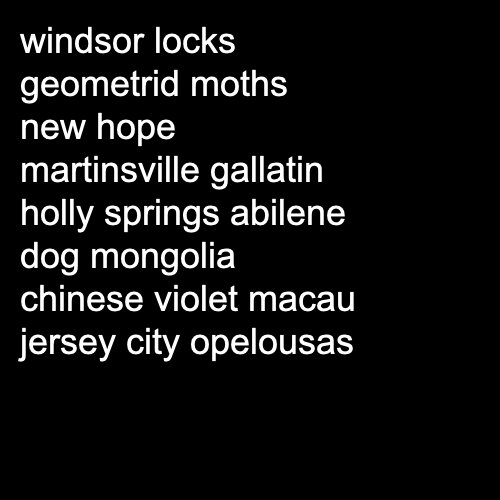 windsor locks
geometrid moths
new hope
martinsville gallatin
holly springs abilene
dog mongolia
chinese violet macau
jersey city opelousas